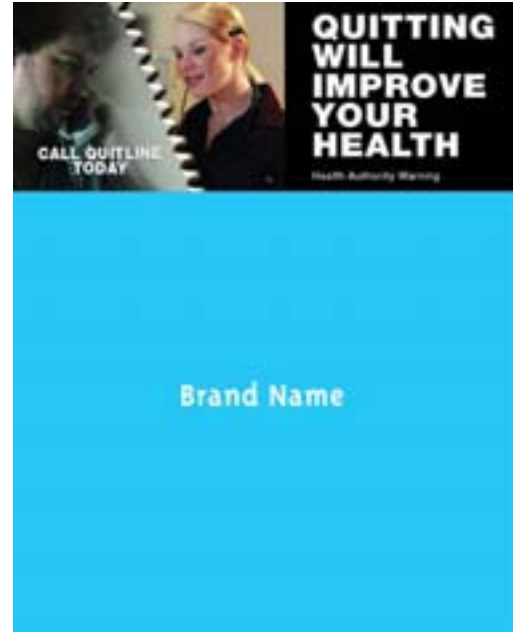 QUITTING
WILL
IMPROVE
YOUR
HEALTH
CALL QUITLINE
TODAY
Health Authority Warning
Brand Name